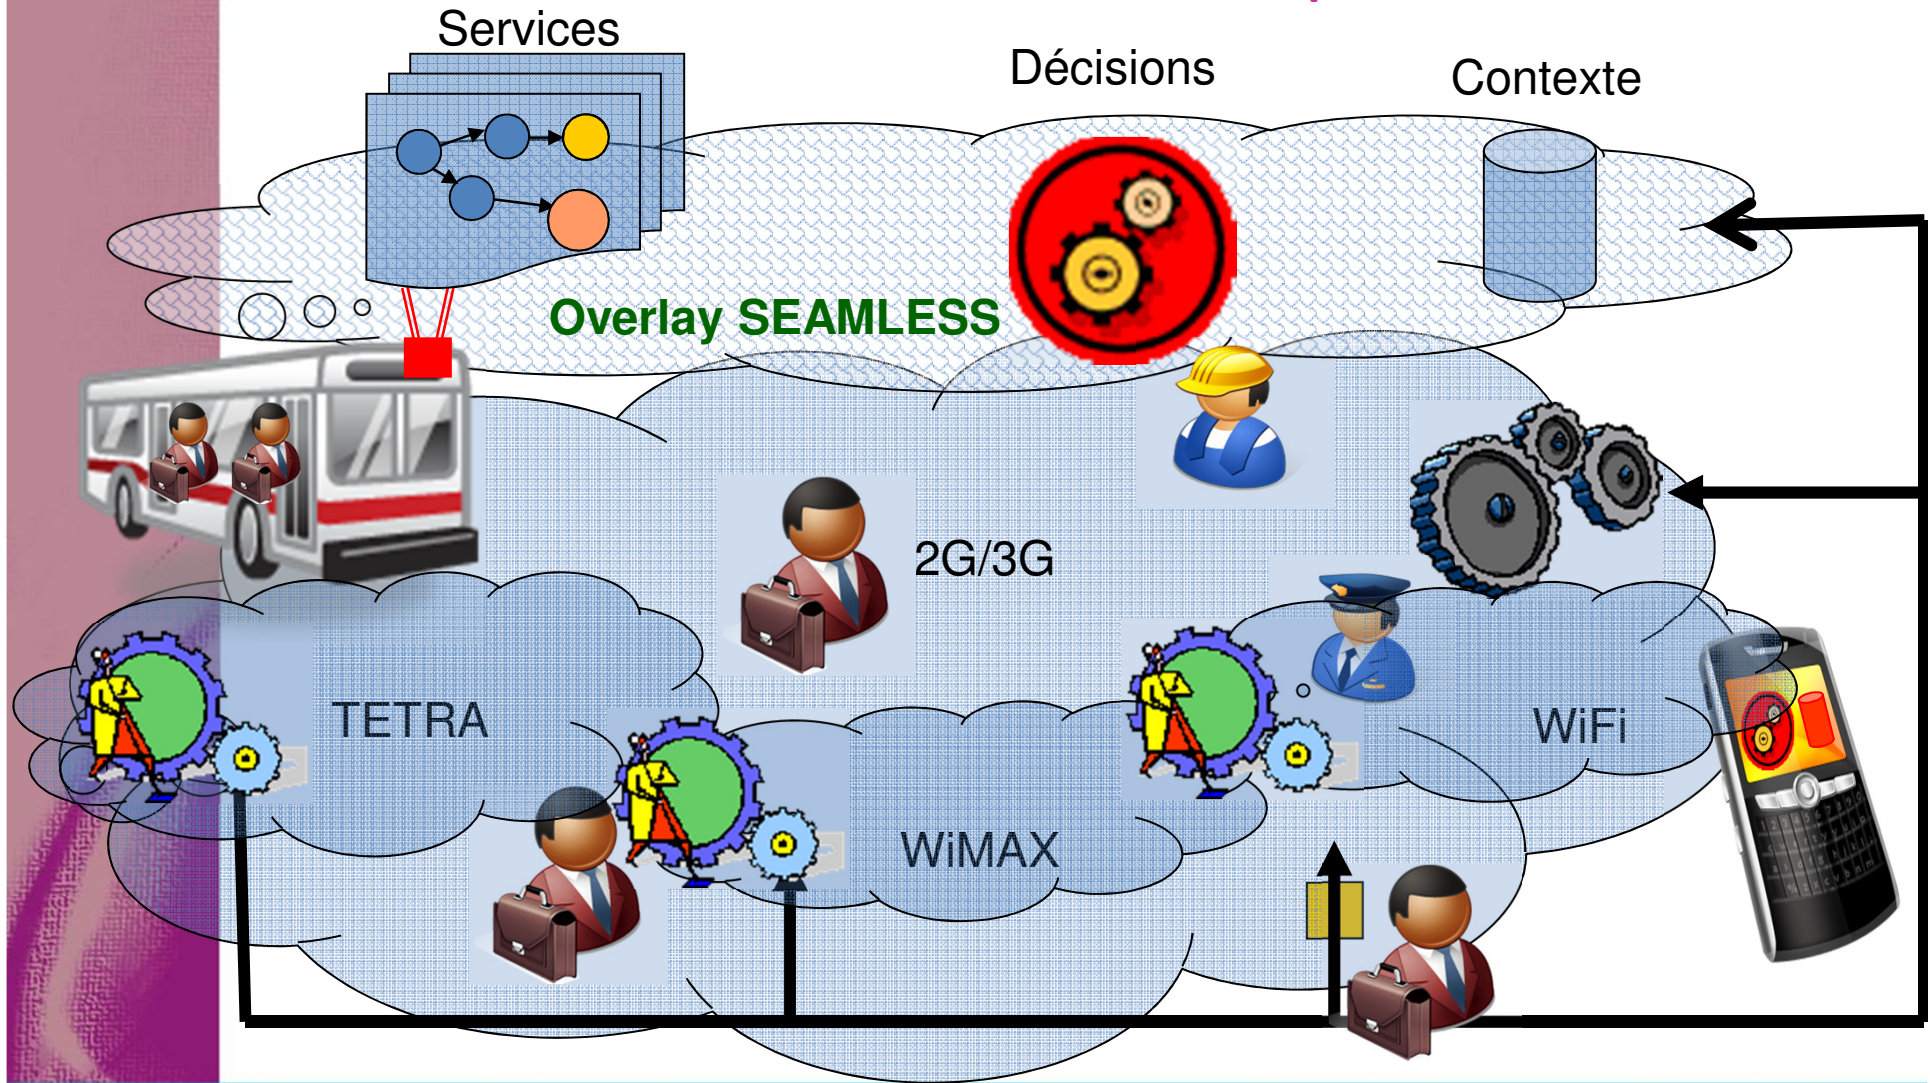 Services
Décisions
Contexte
Overlay SEAMLESS
2G/3G
TETRA
WiFi
WiMAX